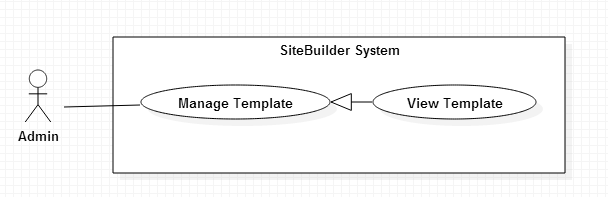 SiteBuilder System
Manage Template
View Template
Admin